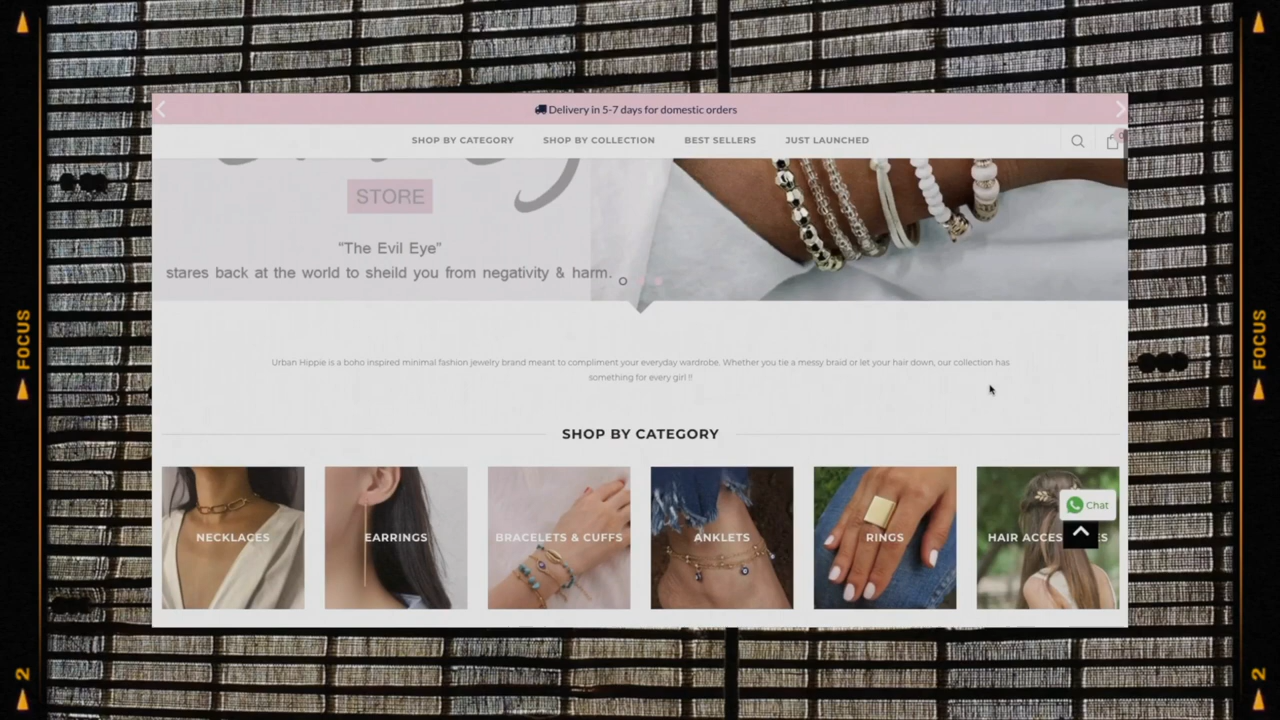 Delivery in 5-7 days for domestic orders
SHOP BY CATEGORY SHOP BY COLLECTION BEST SELLERS JUST LAUNCHED
STORE
"The Evil Eye"
stares back at the world to sheild you from negativity & harm.
Urban Hippie is a boho inspired minimal fashion jewelry brand meant to compliment your everyday wardrobe. Whether you tie a messy braid or let your hair down, our collection has
something for every girl !!
SHOP BY CATEGORY
NECKLACES EARRINGS BRACELETS & CUFFS ANKLETS RINGS HAIR
Chat
FOCUS
FOCUS
2
2